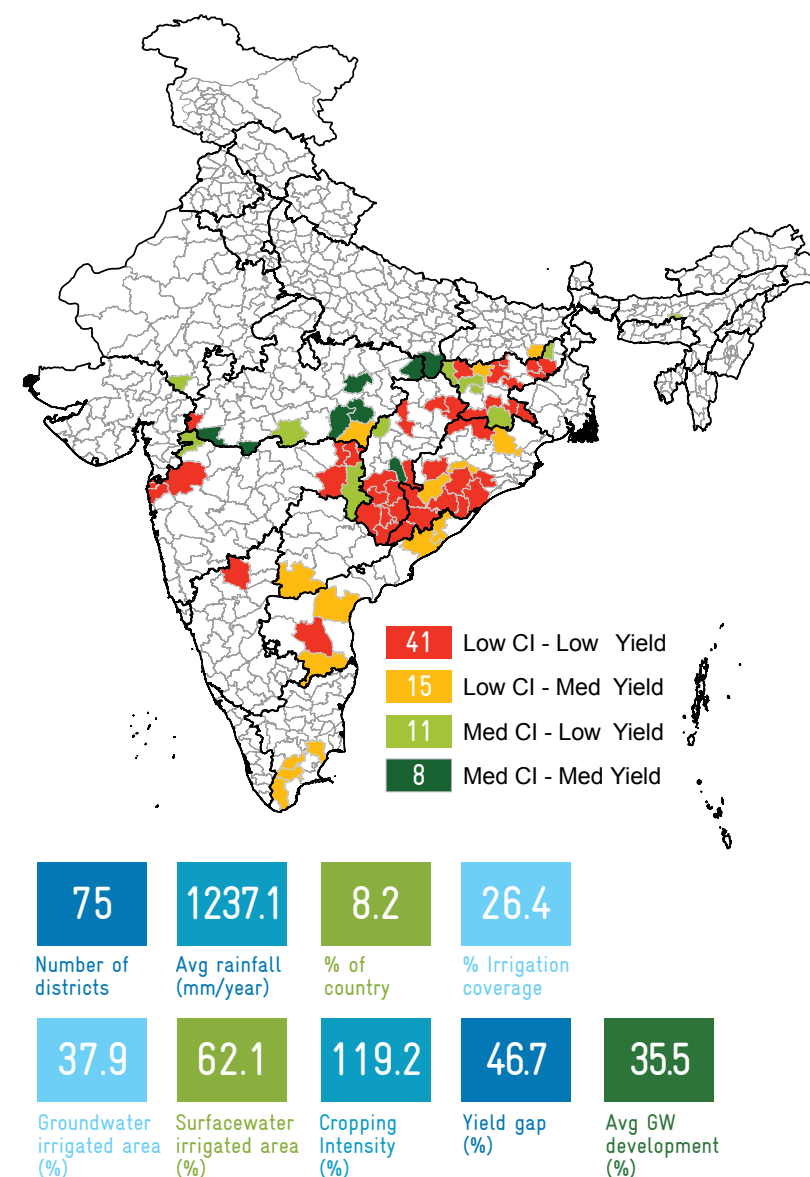 41 Low CI - Low Yield
15 Low CI - Med Yield
11 Med CI - Low Yield
8 Med CI - Med Yield
75
1237.1
8.2
26.4
Number of
districts
Avg rainfall
(mm/year)
% of
country
% Irrigation
coverage
37.9
62.1
119.2
46.7
35.5
Groundwater
irrigated area
(%)
Surfacewater
irrigated area
(%)
Cropping
Intensity
(%)
Yield gap
(%)
Avg GW
development
(%)